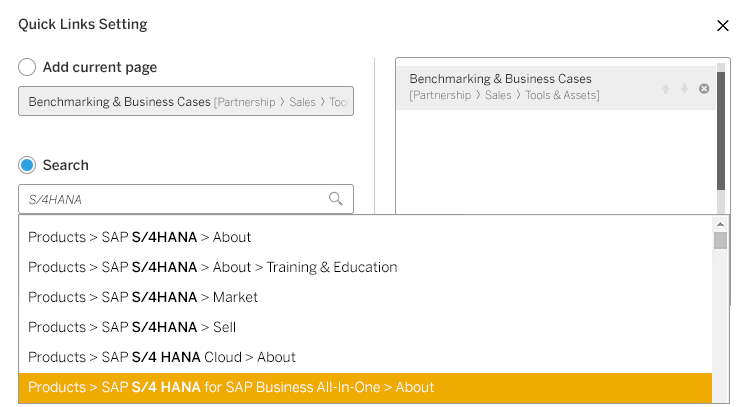 Quick Links Setting
Add current page
Benchmarking & Business Cases [Partnership > Sales > Too
Search
S/4HANA
Benchmarking & Business Cases
[Partnership > Sales > Tools & Assets]
Products > SAP S/4HANA > About
Products > SAP S/4HANA > About > Training & Education
Products > SAP S/4HANA > Market
Products > SAP S/4HANA > Sell
Products > SAP S/4 HANA Cloud > About
Products > SAP S/4 HANA for SAP Business All-In-One > About